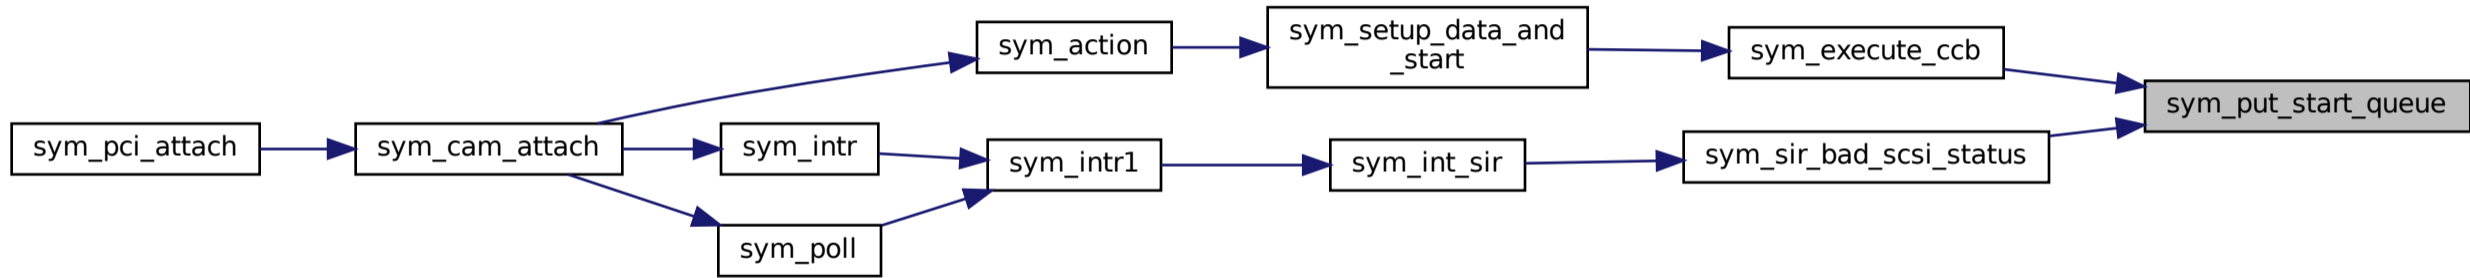 sym_action
sym_setup_data_and
_start
sym_execute_ccb
sym_put_start_queue
sym_pci_attach
sym_cam_attach
sym_intr
sym_intr1
sym_int_sir
sym_sir_bad_scsi_status
sym_poll